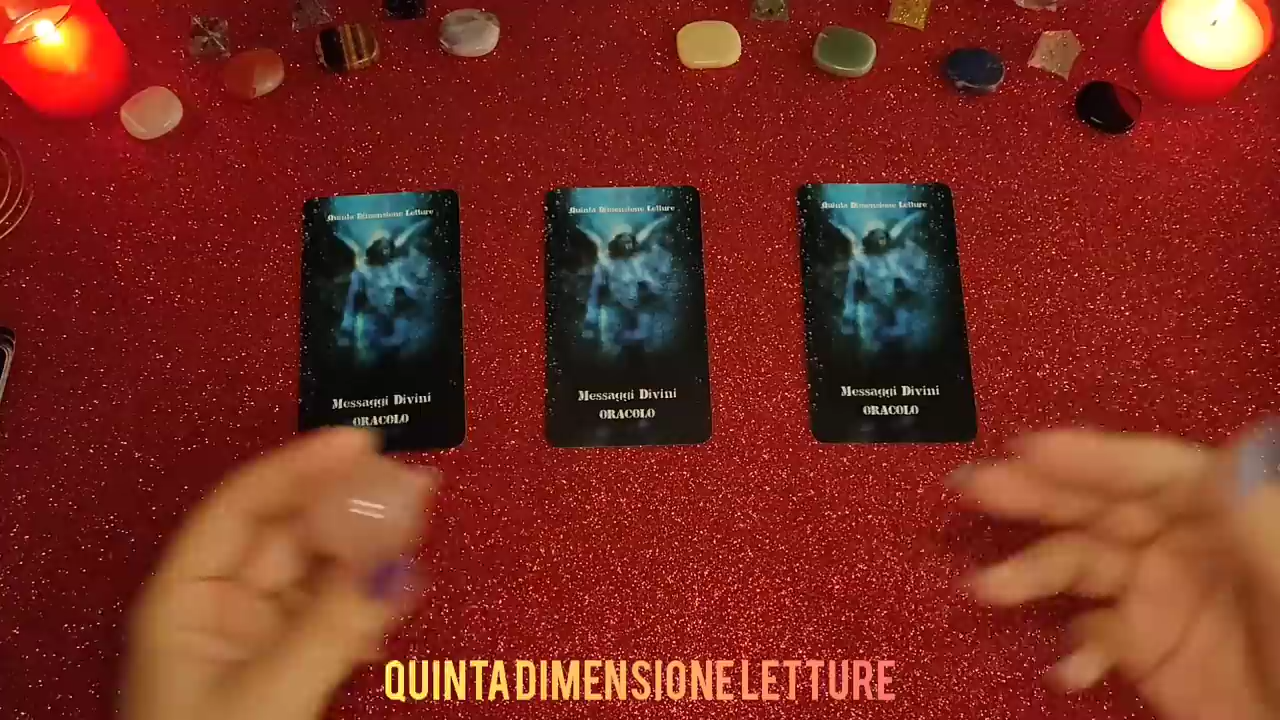 Quinta Dimensione Letture
Messaggi Divini
ORACOLO
Quinta Dimensione Letture
Messaggi Divini
ORACOLO
Quinta Dimensione Letture
Messaggi Divini
ORACOLO
QUINTA DIMENSIONE LETTURE